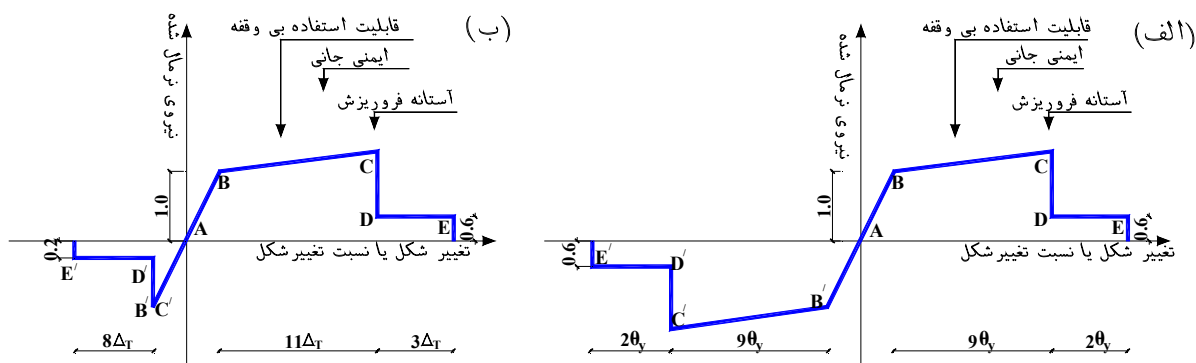 (الف)
قابلیت استفاده بی وقفه
ایمنی جانی
آستانه فروریزش
نیروی نرمال شده
1.0
B
C
A
D
E
0.6
تغییر شکل یا نسبت تغییرشکل
0.6
E/
D/
C/
B/
2θy
9θy
9θy
2θy
(ب)
قابلیت استفاده بی وقفه
ایمنی جانی
آستانه فروریزش
نیروی نرمال شده
1.0
B
C
A
D
E
0.6
تغییر شکل یا نسبت تغییرشکل
0.2
E/
D/
B/ C/
8ΔT
11ΔT
3ΔT